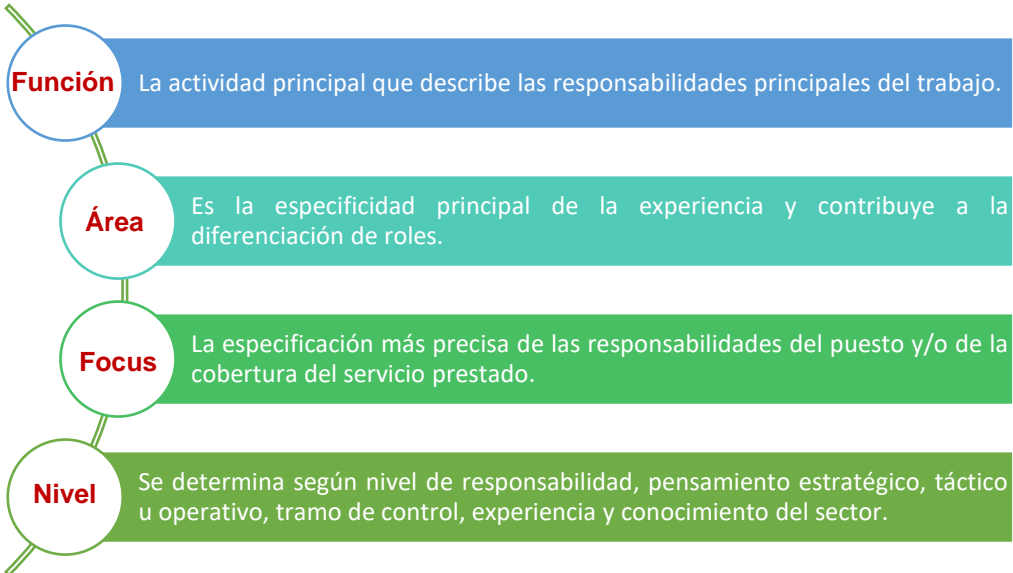 Función
La actividad principal que describe las responsabilidades principales del trabajo.
Área
Es la especificidad principal de la experiencia y contribuye a la
diferenciación de roles.
Focus
La especificación más precisa de las responsabilidades del puesto y/o de la
cobertura del servicio prestado.
Nivel
Se determina según nivel de responsabilidad, pensamiento estratégico, táctico
u operativo, tramo de control, experiencia y conocimiento del sector.